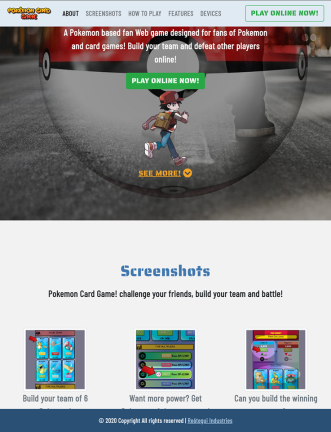 POKEMON CARD
GAME
ABOUT SCREENSHOTS HOW TO PLAY FEATURES DEVICES PLAY ONLINE NOW!
A Pokemon based fan Web game designed for fans of Pokemon
and card games! Build your team and defeat other players
online!
PLAY ONLINE NOW!
SEE MORE!
Screenshots
Pokemon Card Game! challenge your friends, build your team and battle!
Build your team of 6
Want more power? Get
Can you build the winning
© 2020 Copyright All rights reserved | Reitegui Industries